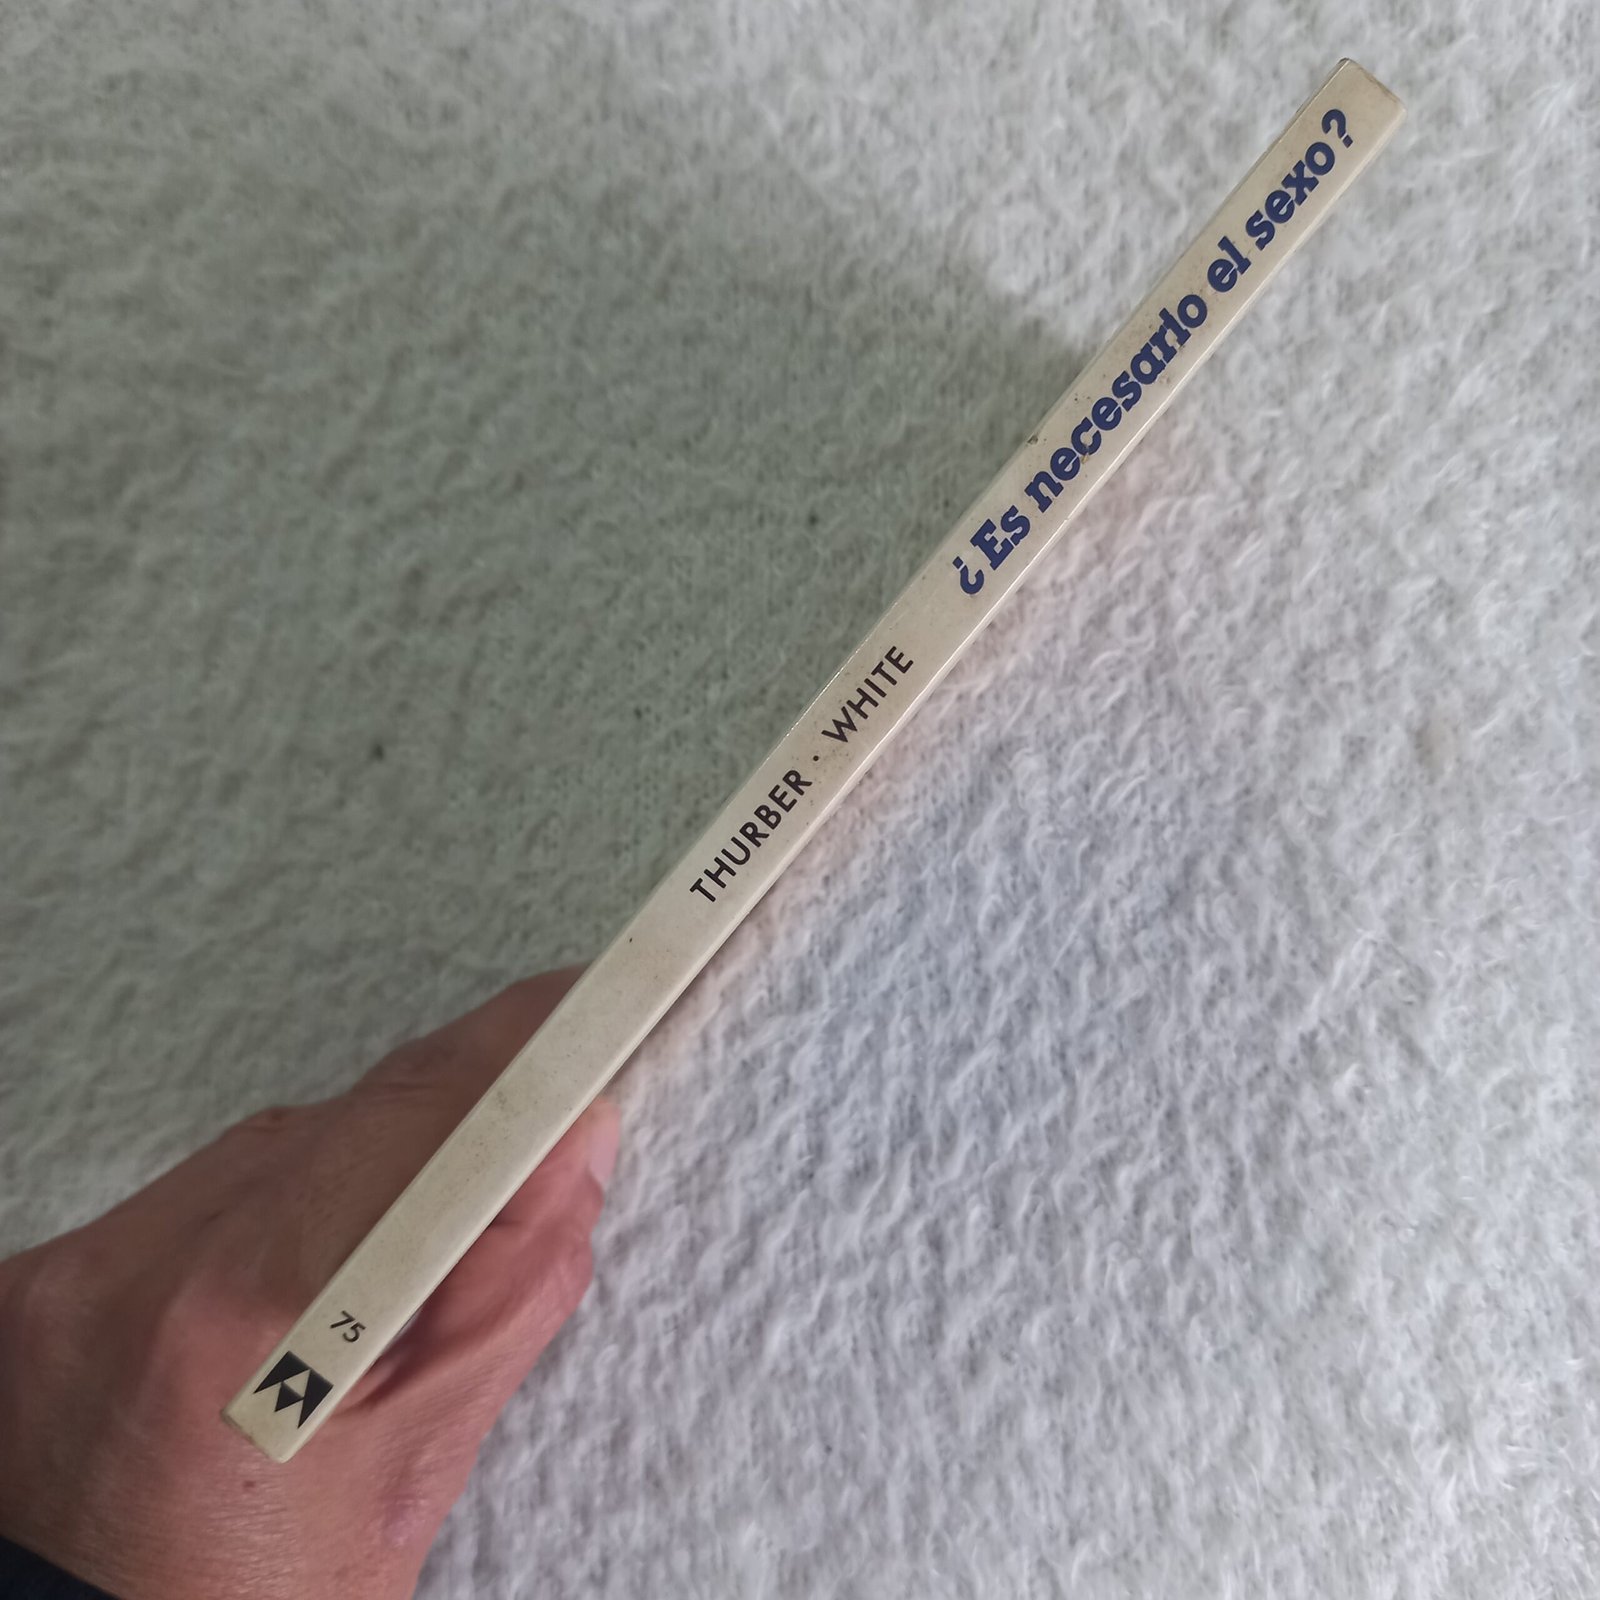 ¿Es necesario el sexo?
THURBER · WHITE
75